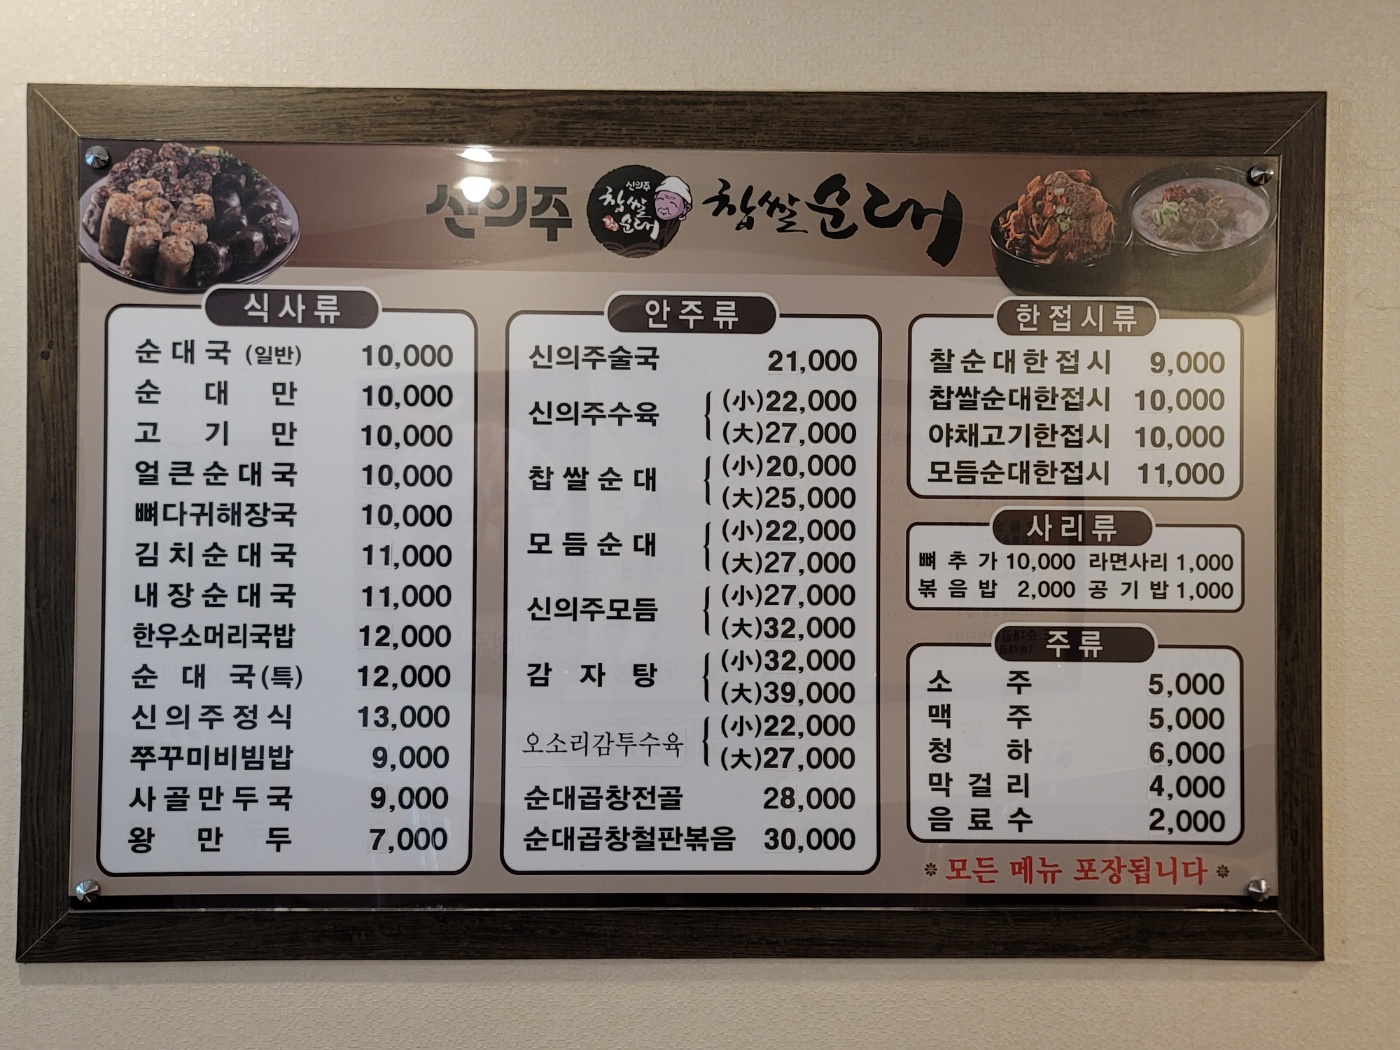 신의주 찹쌀순대
신의주
찹쌀
순대
식사류
순대국 (일반) 10,000
순대만 10,000
고기만 10,000
얼큰순대국 10,000
뼈다귀해장국 10,000
김치순대국 11,000
내장순대국 11,000
한우소머리국밥 12,000
순대국(특) 12,000
신의주정식 13,000
쭈꾸미비빔밥 9,000
사골만두국 9,000
왕만두 7,000
안주류
신의주술국 21,000
신의주수육 (小)22,000
(大)27,000
찹쌀순대 (小)20,000
(大)25,000
모듬순대 (小)22,000
(大)27,000
신의주모듬 (小)27,000
(大)32,000
감자탕 (小)32,000
(大)39,000
오소리감투수육 (小)22,000
(大)27,000
순대곱창전골 28,000
순대곱창철판볶음 30,000
한접시류
찰순대한접시 9,000
찹쌀순대한접시 10,000
야채고기한접시 10,000
모듬순대한접시 11,000
사리류
뼈추가 10,000 라면사리 1,000
볶음밥 2,000 공기밥 1,000
주류
소주 5,000
맥주 5,000
청하 6,000
막걸리 4,000
음료수 2,000
* 모든 메뉴 포장됩니다 *